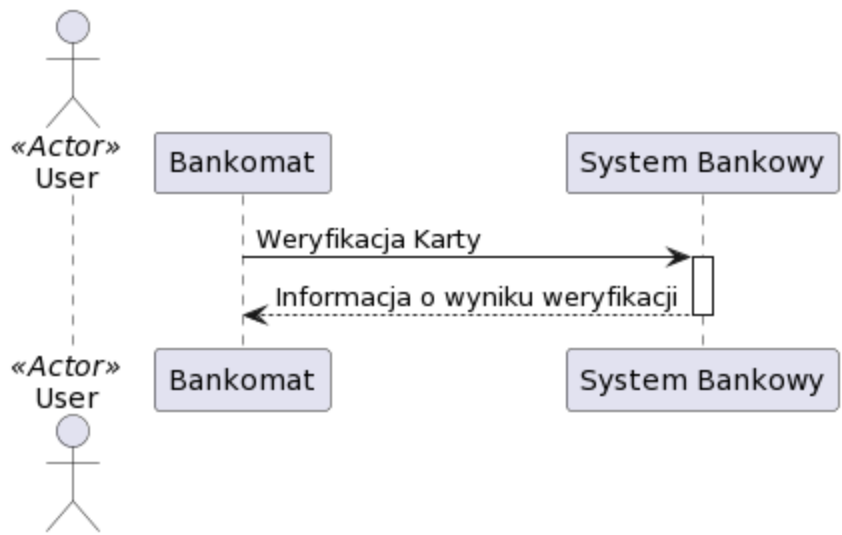 «Actor»
User
Bankomat
System Bankowy
Weryfikacja Karty
Informacja o wyniku weryfikacji
«Actor»
User
Bankomat
System Bankowy